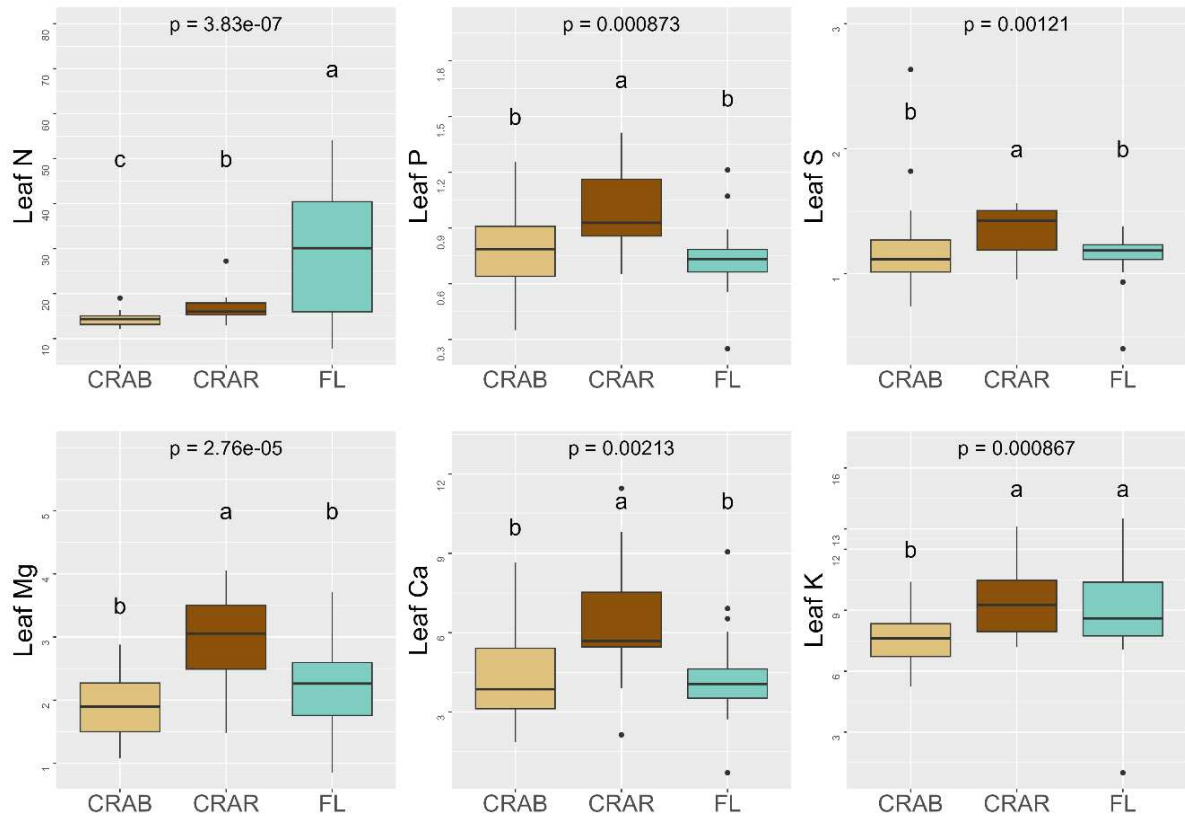 p = 3.83e-07
Leaf N
80
70
60
50
40
30
20
10
c
b
a
CRAB
CRAR
FL
p = 0.000873
Leaf P
1.8
1.5
1.2
0.9
0.6
0.3
b
a
b
CRAB
CRAR
FL
p = 0.00121
Leaf S
3
2
1
b
a
b
CRAB
CRAR
FL
p = 2.76e-05
Leaf Mg
5
4
3
2
1
b
a
b
CRAB
CRAR
FL
p = 0.00213
Leaf Ca
12
9
6
3
b
a
b
CRAB
CRAR
FL
p = 0.000867
Leaf K
16
13
12
9
6
3
b
a
a
CRAB
CRAR
FL